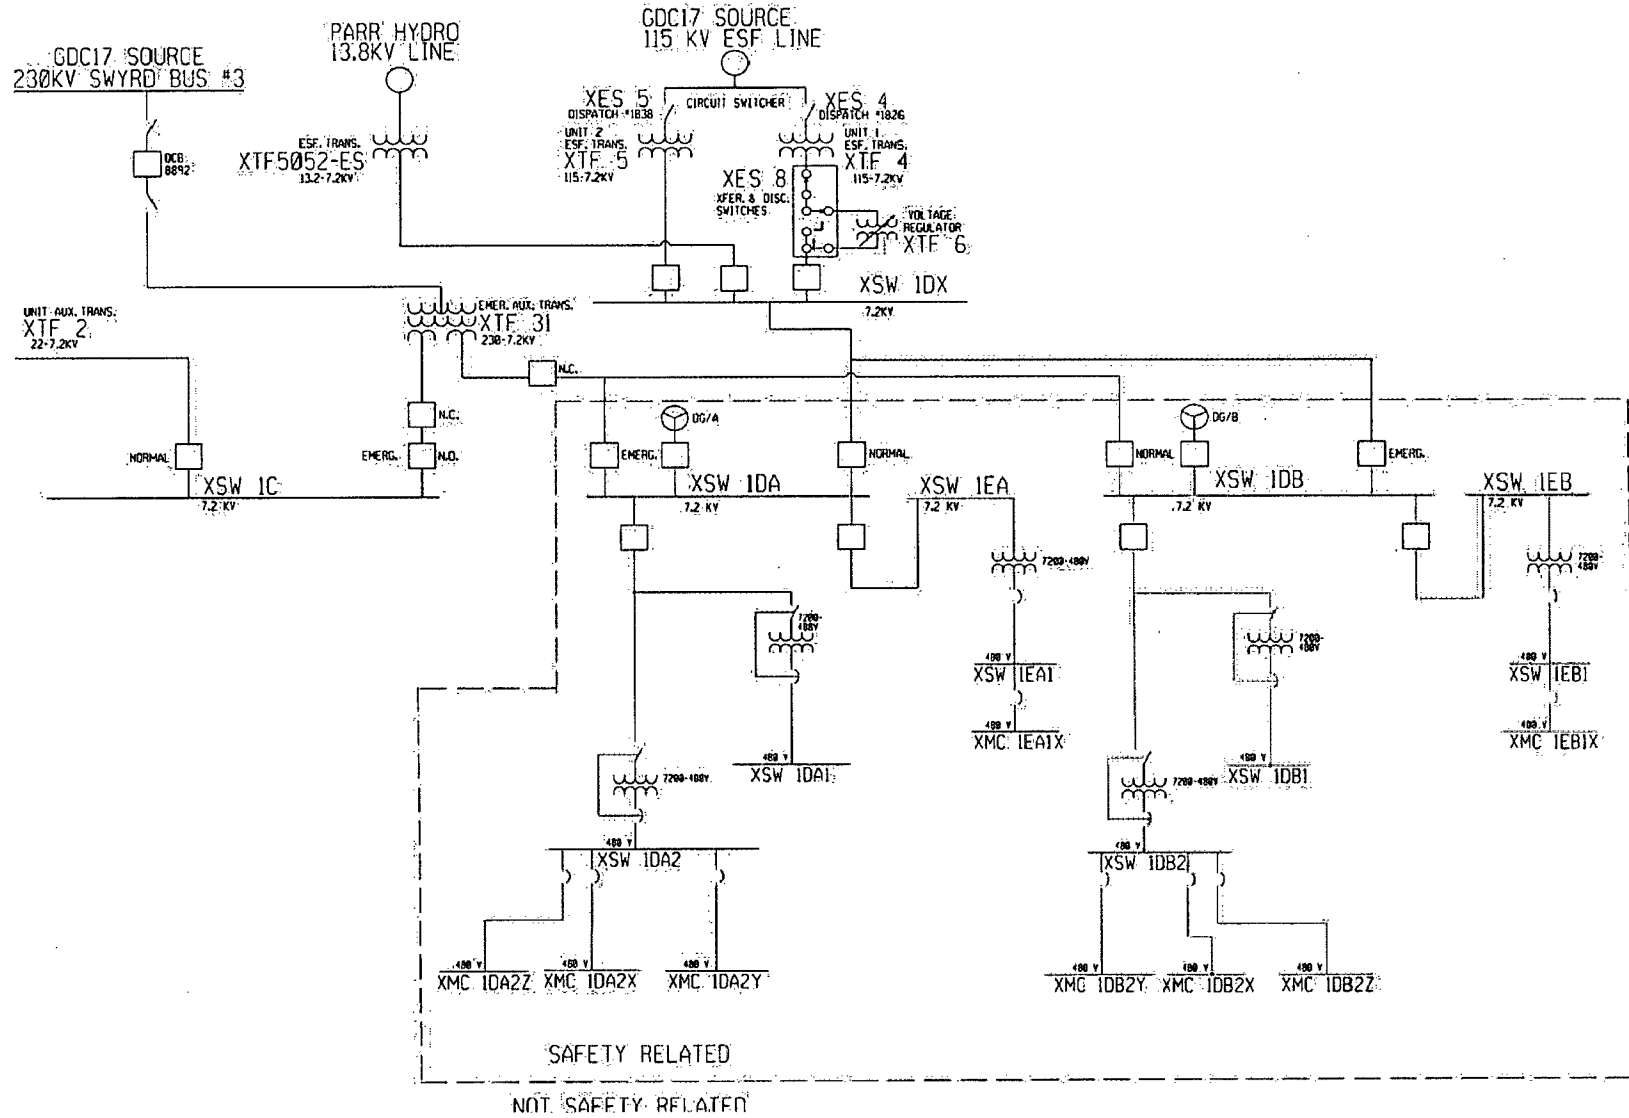 GDC17 SOURCE
230KV SWYRD BUS #3
PARR HYDRO
13.8KV LINE
GDC17 SOURCE
115 KV ESF LINE
XES 5
DISPATCH #1838
CIRCUIT SWITCHER
XES 4
DISPATCH #1826
OCB
8892
ESF. TRANS.
XTF5052-ES
13.2-7.2KV
UNIT 2
ESF. TRANS.
XTF 5
115-7.2KV
UNIT 1
ESF. TRANS.
XTF 4
115-7.2KV
XES 8
XFER. & DISC.
SWITCHES
VOLTAGE
REGULATOR
XTF 6
XSW 1DX
7.2KV
UNIT AUX. TRANS.
XTF 2
22-7.2KV
EMER. AUX. TRANS.
XTF 31
230-7.2KV
N.C.
N.C.
DG/A
DG/B
NORMAL
EMERG.
N.O.
EMERG.
NORMAL
NORMAL
EMERG.
XSW 1C
7.2 KV
XSW 1DA
7.2 KV
XSW 1EA
7.2 KV
XSW 1DB
7.2 KV
XSW 1EB
7.2 KV
7200-480V
7200-
480V
7200-
480V
7200-
480V
480 V
XSW 1EA1
480 V
XSW 1EB1
480 V
XMC 1EA1X
480 V
XMC 1EB1X
480 V
XSW 1DA1
480 V
XSW 1DB1
7200-480V
7200-480V
480 V
XSW 1DA2
480 V
XSW 1DB2
480 V
XMC 1DA2Z
480 V
XMC 1DA2X
480 V
XMC 1DA2Y
480 V
XMC 1DB2Y
480 V
XMC 1DB2X
480 V
XMC 1DB2Z
SAFETY RELATED
NOT SAFETY RELATED